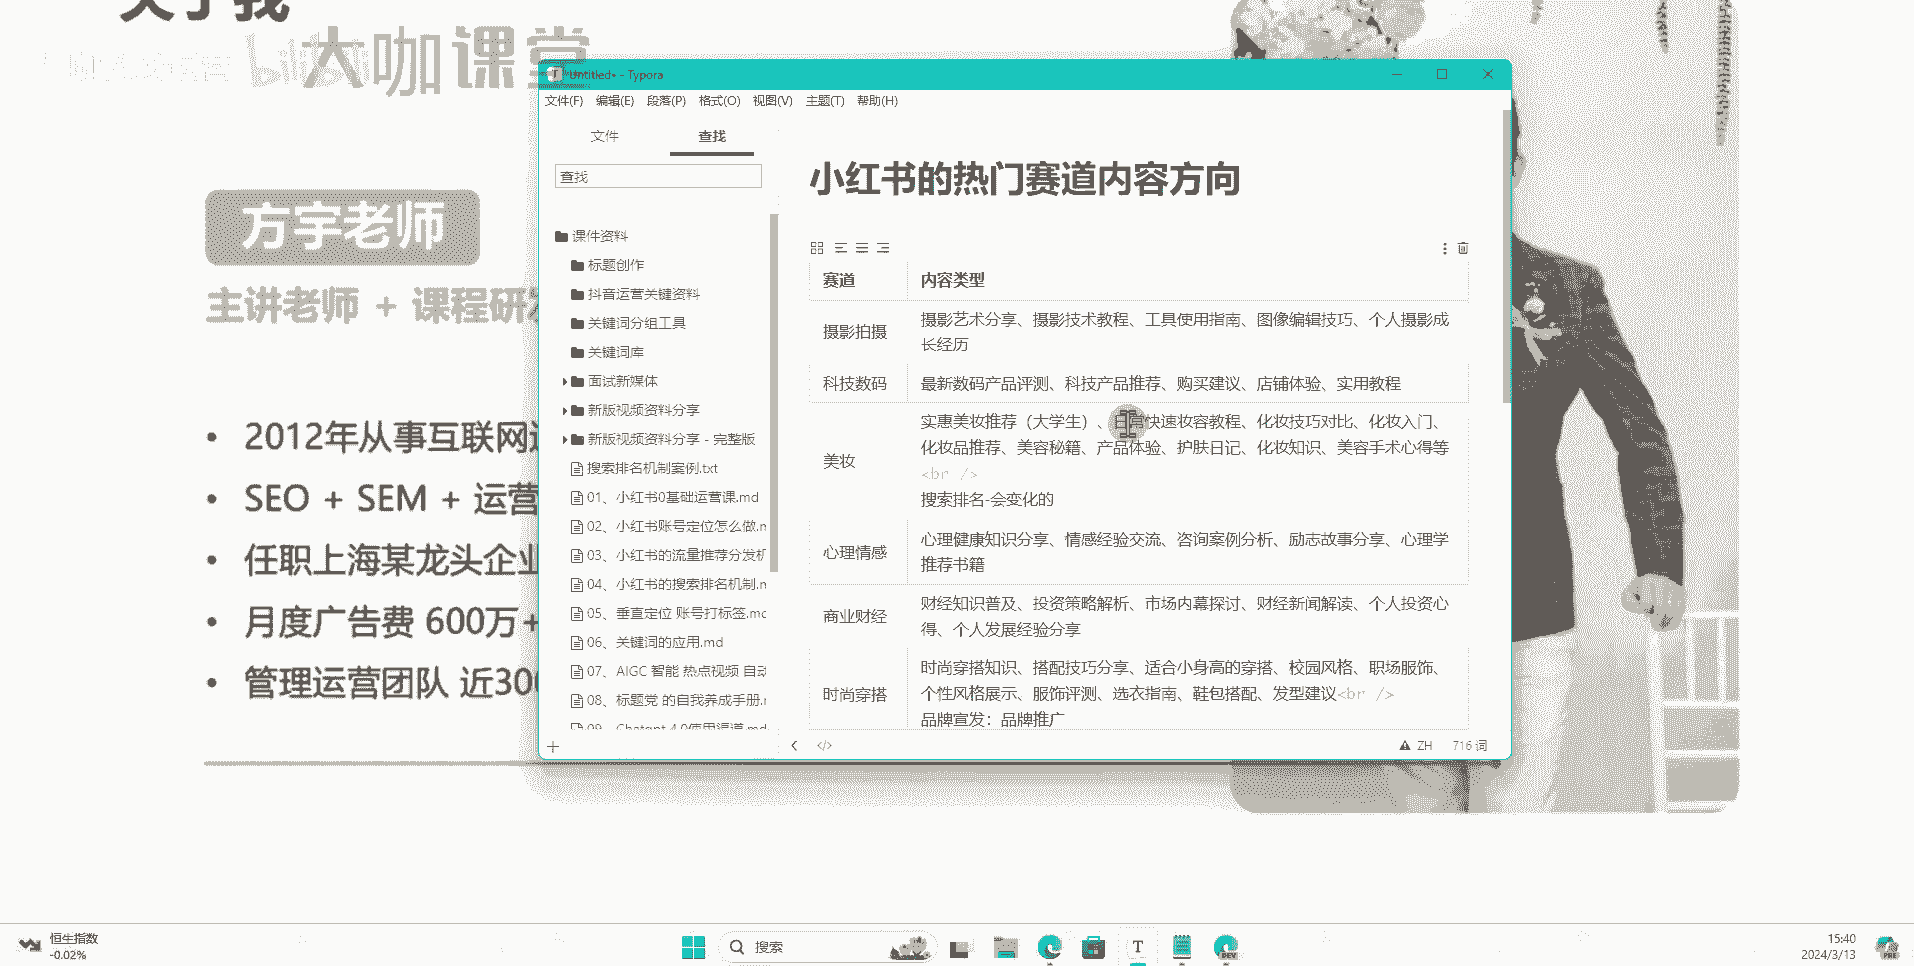 关于我
bilibili
大咖课堂
方宇老师
主讲老师 + 课程研发
2012年从事互联网运
SEO + SEM + 运营
任职上海某龙头企业
月度广告费 600万+
管理运营团队 近300
Untitled• - Typora
文件(F) 编辑(E) 段落(P) 格式(O) 视图(V) 主题(T) 帮助(H)
文件 查找
查找
课件资料
标题创作
抖音运营关键资料
关键词分组工具
关键词库
面试新媒体
新版视频资料分享
新版视频资料分享 - 完整版
搜索排名机制案例.txt
01、小红书0基础运营课.md
02、小红书账号定位怎么做.m
03、小红书的流量推荐分发机
04、小红书的搜索排名机制.m
05、垂直定位 账号打标签.mc
06、关键词的应用.md
07、AIGC 智能 热点视频 自动
08、标题党 的自我养成手册.m
09、Chatgpt 4.0使用渠道.md
小红书的热门赛道内容方向
赛道 内容类型
摄影拍摄
摄影艺术分享、摄影技术教程、工具使用指南、图像编辑技巧、个人摄影成
长经历
科技数码 最新数码产品评测、科技产品推荐、购买建议、店铺体验、实用教程
美妆
实惠美妆推荐（大学生）、日常快速妆容教程、化妆技巧对比、化妆入门、
化妆品推荐、美容秘籍、产品体验、护肤日记、化妆知识、美容手术心得等
<br />
搜索排名-会变化的
心理情感
心理健康知识分享、情感经验交流、咨询案例分析、励志故事分享、心理学
推荐书籍
商业财经
财经知识普及、投资策略解析、市场内幕探讨、财经新闻解读、个人投资心
得、个人发展经验分享
时尚穿搭
时尚穿搭知识、搭配技巧分享、适合小身高的穿搭、校园风格、职场服饰、
个性风格展示、服饰评测、选衣指南、鞋包搭配、发型建议<br />
品牌宣发：品牌推广
</> ZH 716 词
恒生指数
-0.02%
搜索
T
DEV
15:40
2024/3/13
PRE